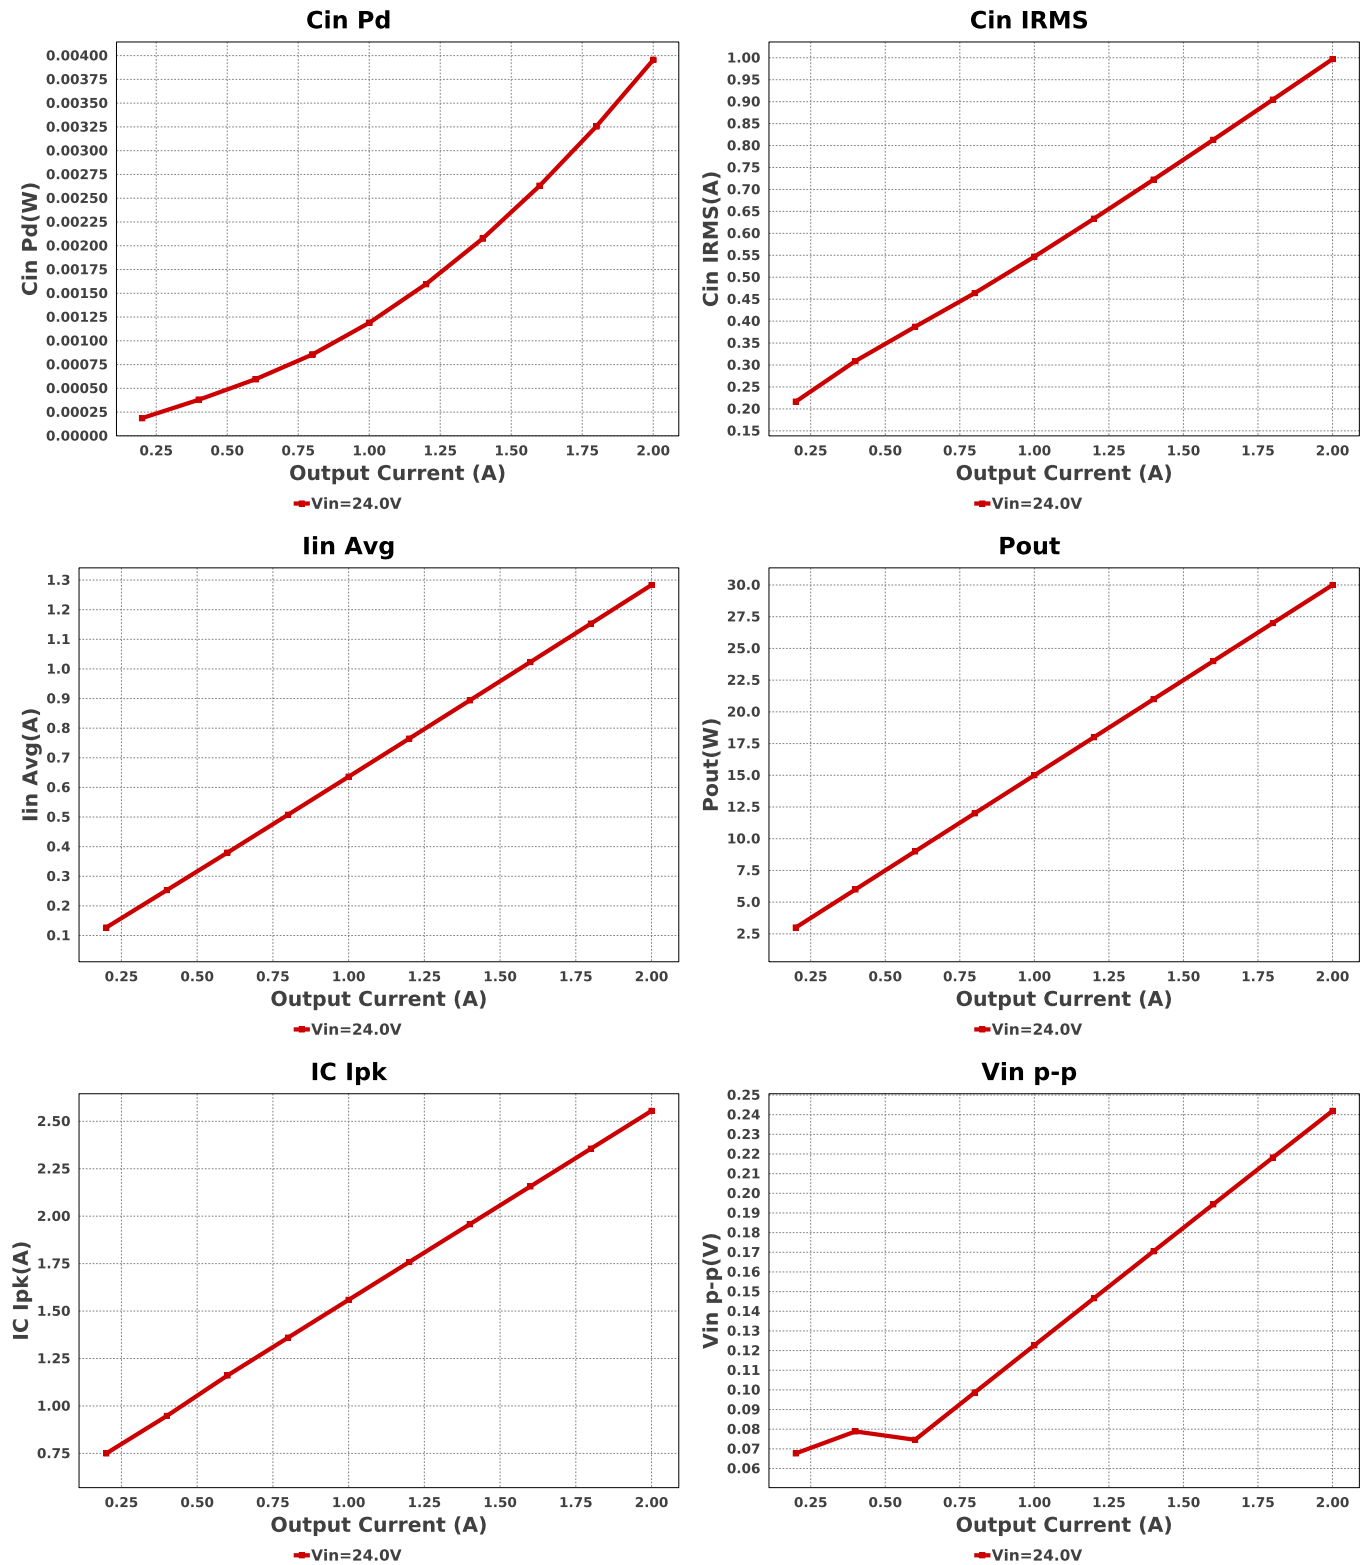 Cin Pd
Cin Pd(W)
0.00400
0.00375
0.00350
0.00325
0.00300
0.00275
0.00250
0.00225
0.00200
0.00175
0.00150
0.00125
0.00100
0.00075
0.00050
0.00025
0.00000
0.25 0.50 0.75 1.00 1.25 1.50 1.75 2.00
Output Current (A)
Vin=24.0V
Cin IRMS
Cin IRMS(A)
1.00
0.95
0.90
0.85
0.80
0.75
0.70
0.65
0.60
0.55
0.50
0.45
0.40
0.35
0.30
0.25
0.20
0.15
0.25 0.50 0.75 1.00 1.25 1.50 1.75 2.00
Output Current (A)
Vin=24.0V
Iin Avg
Iin Avg(A)
1.3
1.2
1.1
1.0
0.9
0.8
0.7
0.6
0.5
0.4
0.3
0.2
0.1
0.25 0.50 0.75 1.00 1.25 1.50 1.75 2.00
Output Current (A)
Vin=24.0V
Pout
Pout(W)
30.0
27.5
25.0
22.5
20.0
17.5
15.0
12.5
10.0
7.5
5.0
2.5
0.25 0.50 0.75 1.00 1.25 1.50 1.75 2.00
Output Current (A)
Vin=24.0V
IC Ipk
IC Ipk(A)
2.50
2.25
2.00
1.75
1.50
1.25
1.00
0.75
0.25 0.50 0.75 1.00 1.25 1.50 1.75 2.00
Output Current (A)
Vin=24.0V
Vin p-p
Vin p-p(V)
0.25
0.24
0.23
0.22
0.21
0.20
0.19
0.18
0.17
0.16
0.15
0.14
0.13
0.12
0.11
0.10
0.09
0.08
0.07
0.06
0.25 0.50 0.75 1.00 1.25 1.50 1.75 2.00
Output Current (A)
Vin=24.0V